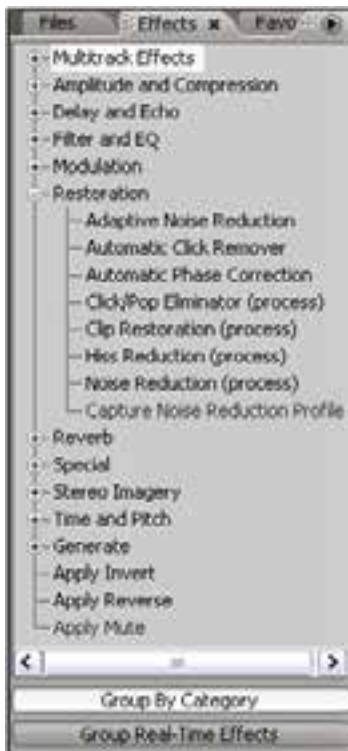 Files Effects Favo
Multitrack Effects
Amplitude and Compression
Delay and Echo
Filter and EQ
Modulation
Restoration
Adaptive Noise Reduction
Automatic Click Remover
Automatic Phase Correction
Click/Pop Eliminator (process)
Clip Restoration (process)
Hiss Reduction (process)
Noise Reduction (process)
Capture Noise Reduction Profile
Reverb
Special
Stereo Imagery
Time and Pitch
Generate
Apply Invert
Apply Reverse
Apply Mute
Group By Category
Group Real-Time Effects